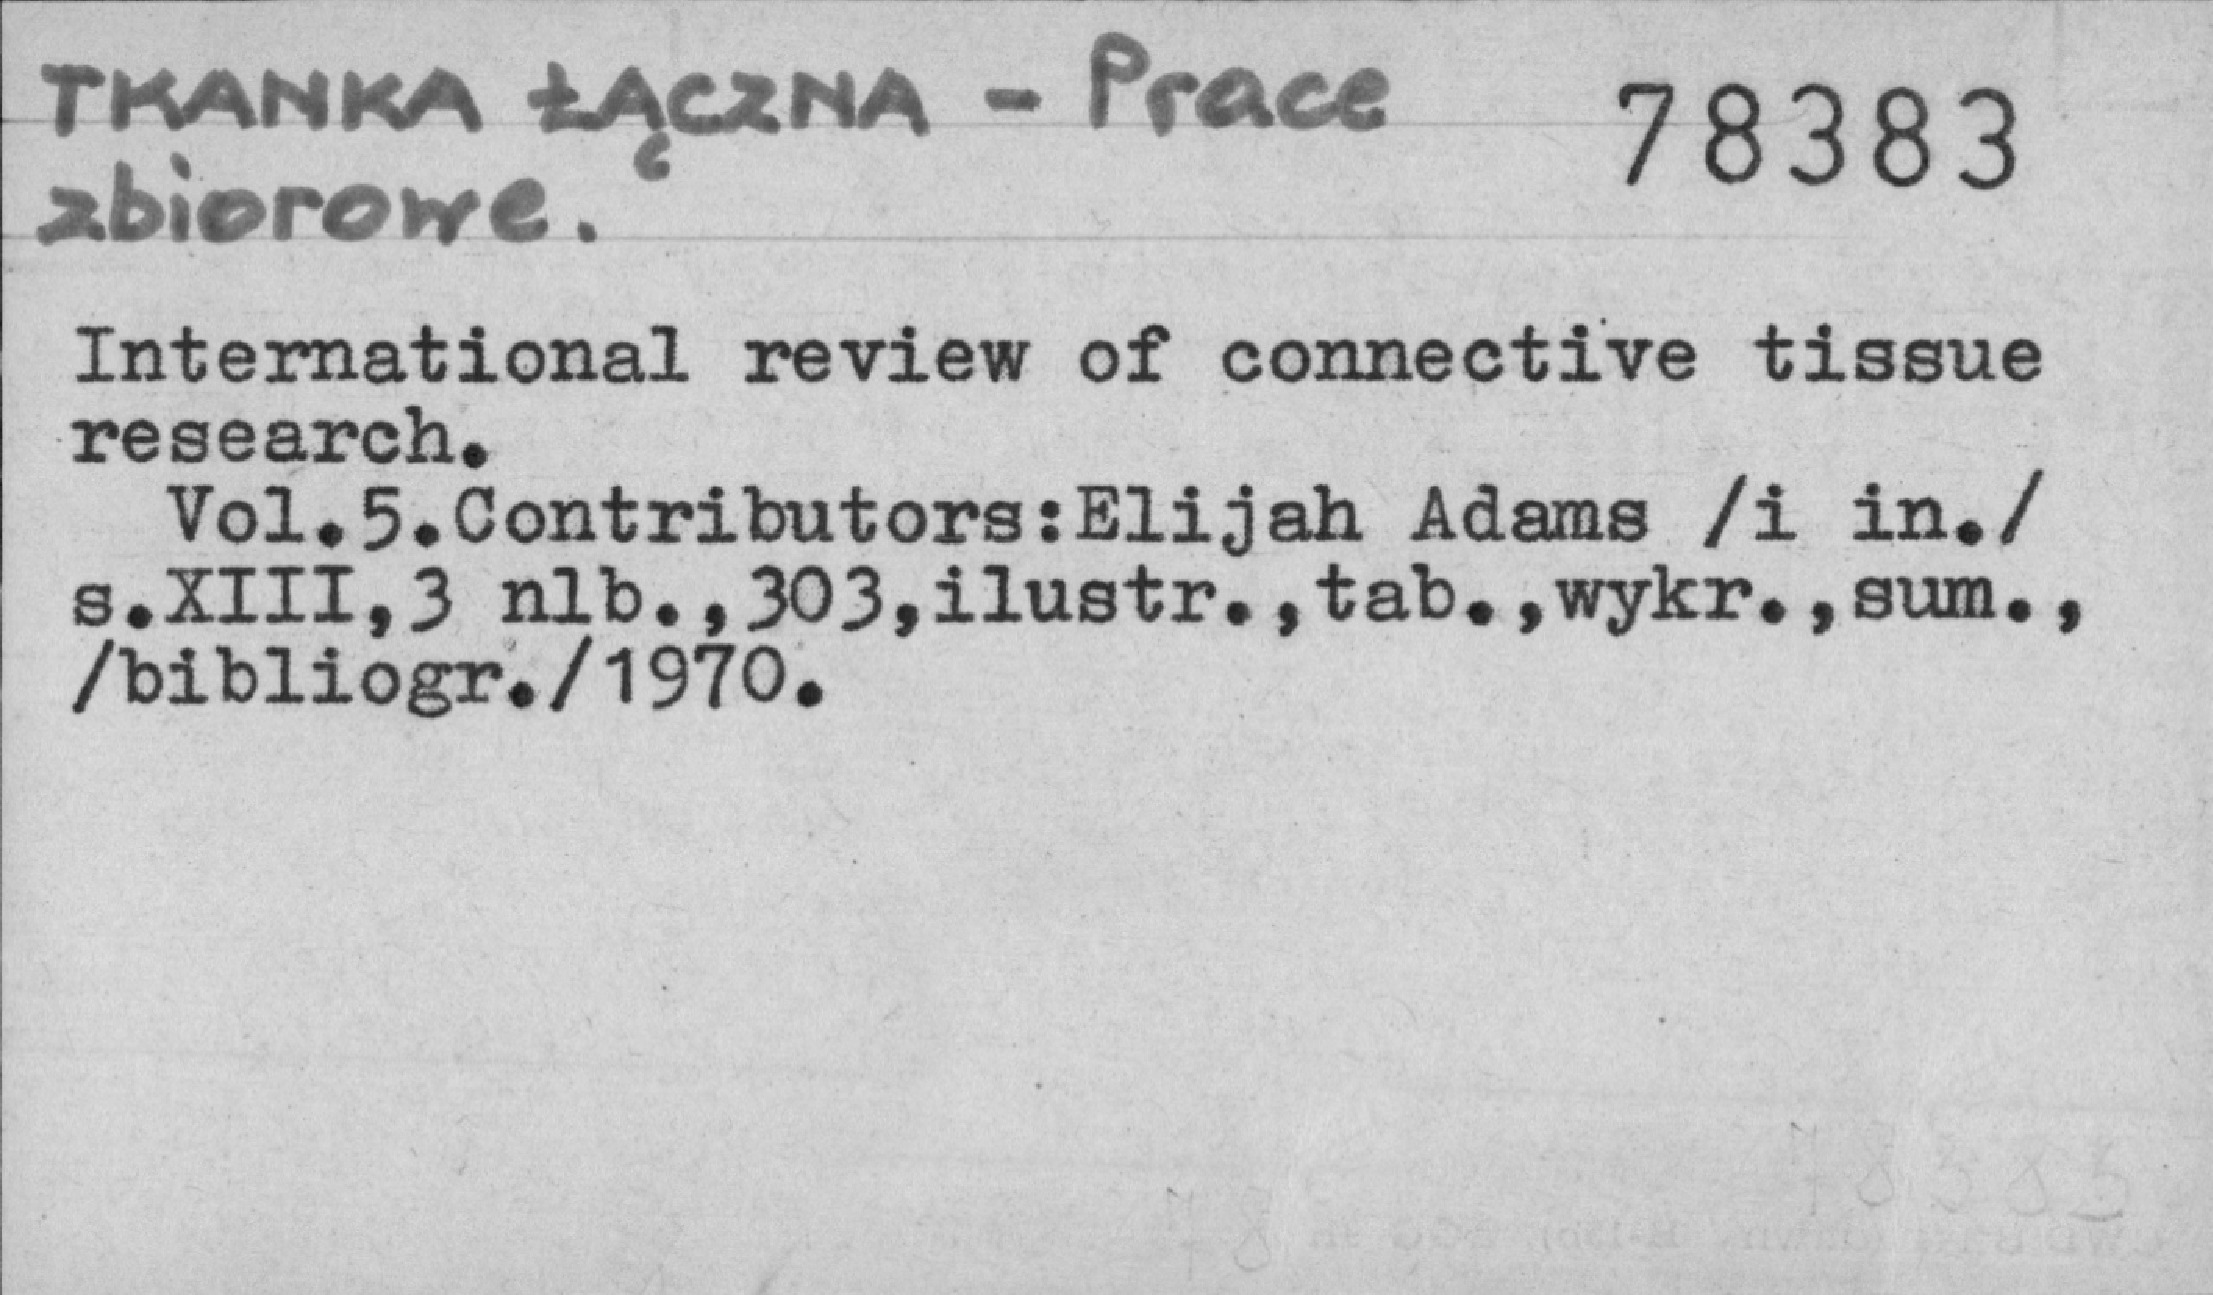 TKANKA ŁĄCZNA - Prace 78383
zbiorowe.
International review of connective tissue
research.
Vol.5.Contributors:Elijah Adams /i in./
s.XIII,3 nlb.,303,ilustr.,tab.,wykr.,sum.,
/bibliogr./1970.